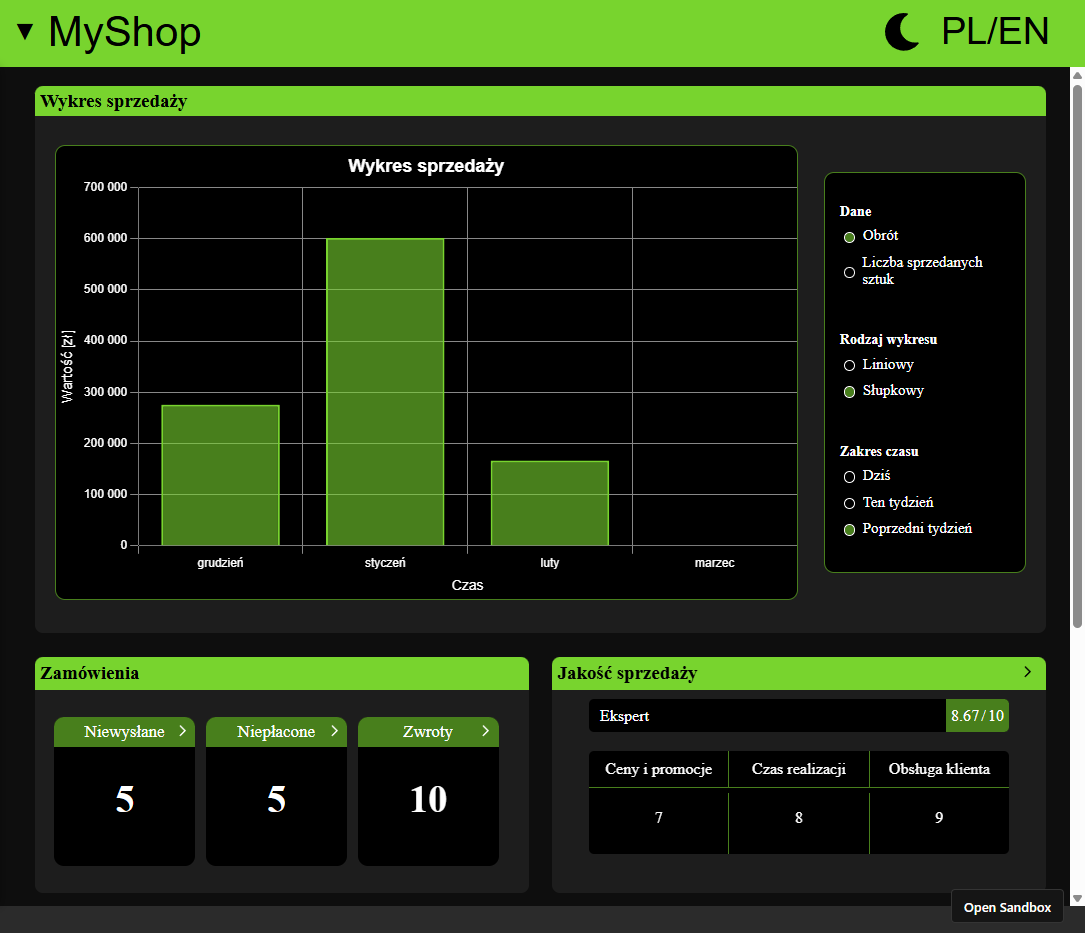 ▼ MyShop
PL/EN
Wykres sprzedaży
Wykres sprzedaży
700 000
600 000
500 000
400 000
300 000
200 000
100 000
0
Wartość [zł]
grudzień styczeń luty marzec
Czas
Dane
Obrót
Liczba sprzedanych
sztuk
Rodzaj wykresu
Liniowy
Słupkowy
Zakres czasu
Dziś
Ten tydzień
Poprzedni tydzień
Zamówienia
Niewysłane
5
Niepłacone
5
Zwroty
10
Jakość sprzedaży
Ekspert 8.67/10
Ceny i promocje Czas realizacji Obsługa klienta
7 8 9
Open Sandbox